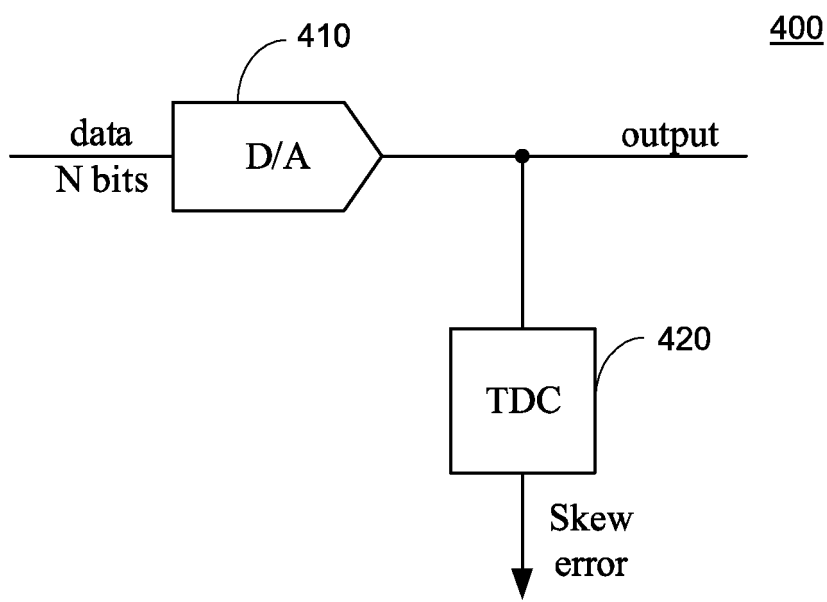 400
410
data
N bits
D/A
output
420
TDC
Skew
error